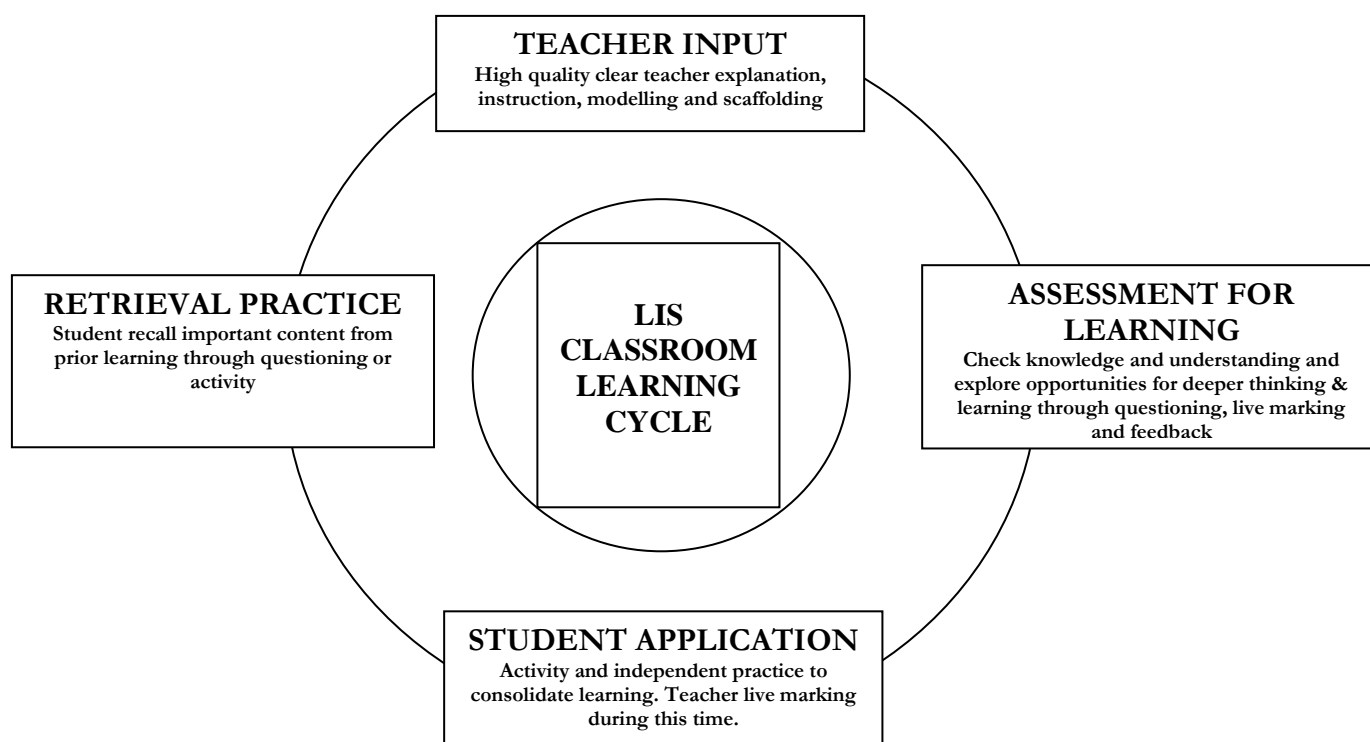 TEACHER INPUT
High quality clear teacher explanation,
instruction, modelling and scaffolding
RETRIEVAL PRACTICE
Student recall important content from
prior learning through questioning or
activity
LIS
CLASSROOM
LEARNING
CYCLE
ASSESSMENT FOR
LEARNING
Check knowledge and understanding and
explore opportunities for deeper thinking &
learning through questioning, live marking
and feedback
STUDENT APPLICATION
Activity and independent practice to
consolidate learning. Teacher live marking
during this time.